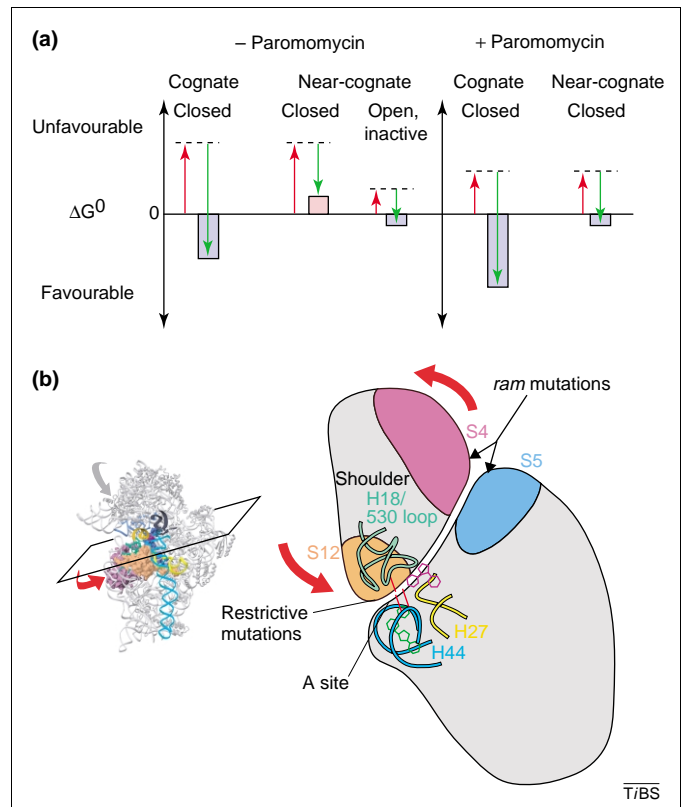 (a)
– Paromomycin + Paromomycin
Cognate Near-cognate Cognate Near-cognate
Closed Closed Open, inactive Closed Closed
Unfavourable
ΔG⁰ 0
Favourable
(b)
ram mutations
S4
S5
Shoulder
H18/
530 loop
S12
Restrictive
mutations
H27
H44
A site
TiBS